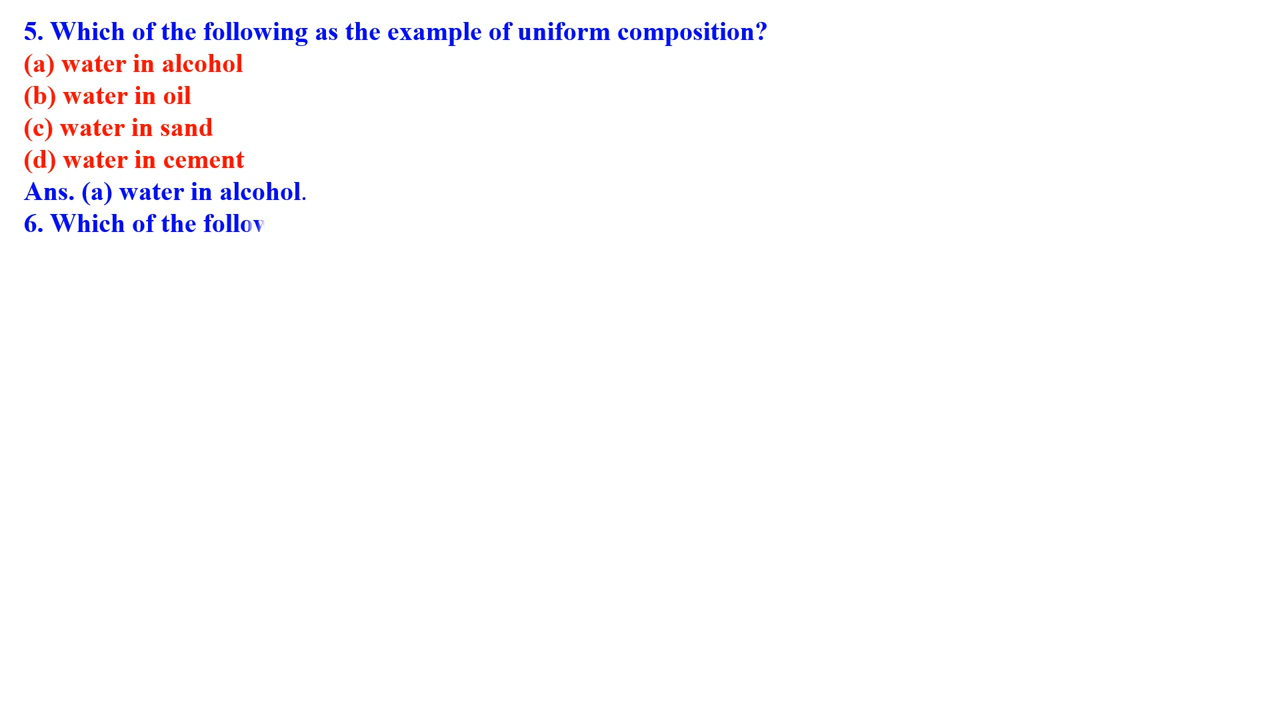 5. Which of the following as the example of uniform composition?
(a) water in alcohol
(b) water in oil
(c) water in sand
(d) water in cement
Ans. (a) water in alcohol.
6. Which of the